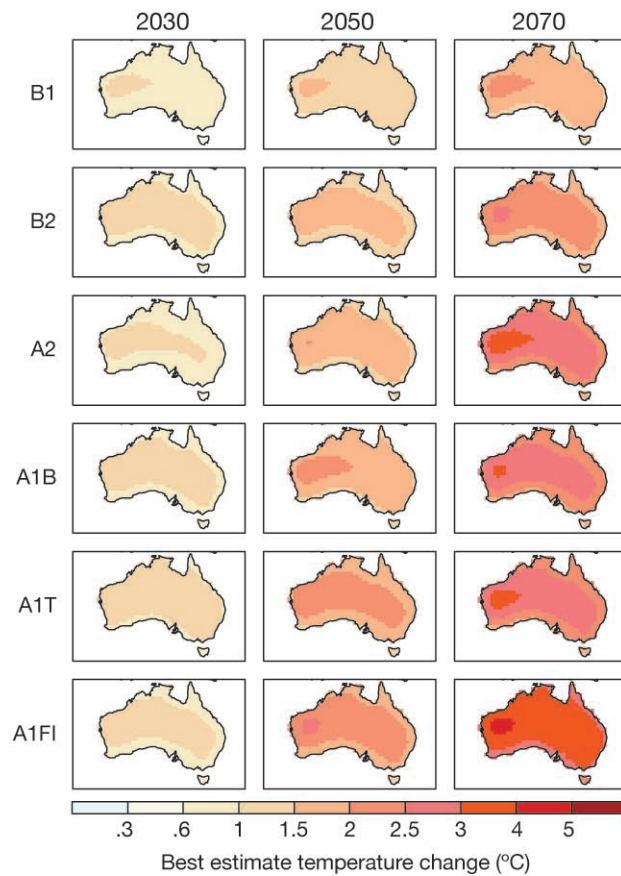 2030 2050 2070
B1
B2
A2
A1B
A1T
A1FI
.3 .6 1 1.5 2 2.5 3 4 5
Best estimate temperature change (ºC)